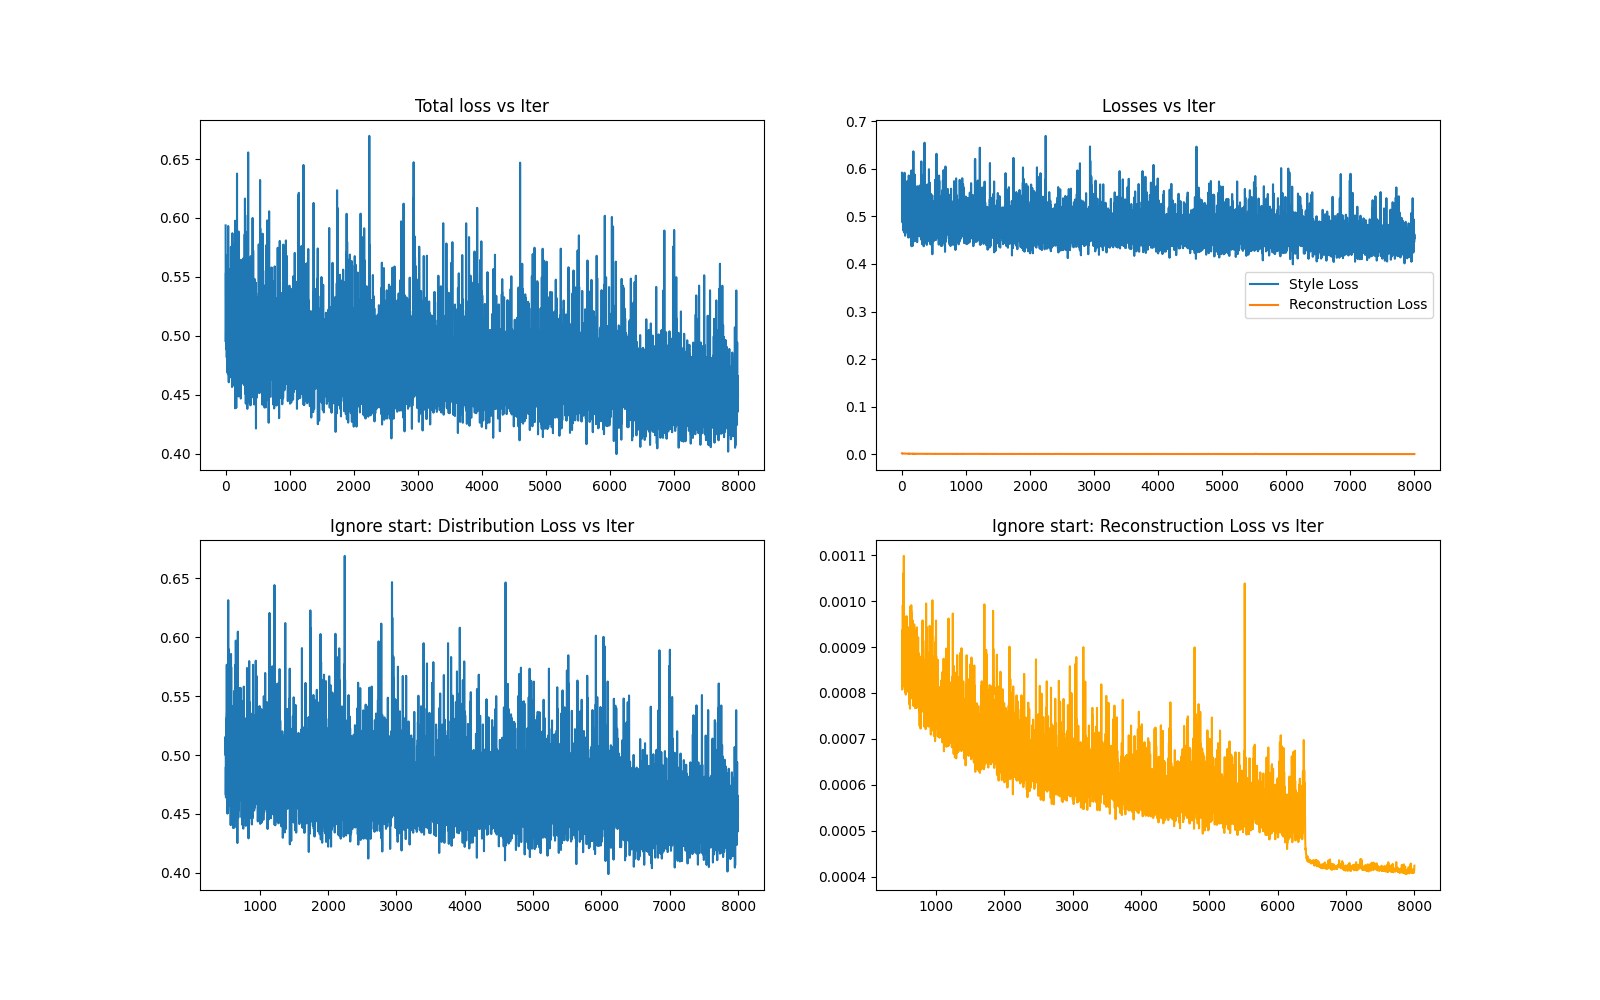 Total loss vs Iter
0.65
0.60
0.55
0.50
0.45
0.40
0 1000 2000 3000 4000 5000 6000 7000 8000
Losses vs Iter
0.7
0.6
0.5
0.4
0.3
0.2
0.1
0.0
Style Loss
Reconstruction Loss
0 1000 2000 3000 4000 5000 6000 7000 8000
Ignore start: Distribution Loss vs Iter
0.65
0.60
0.55
0.50
0.45
0.40
1000 2000 3000 4000 5000 6000 7000 8000
Ignore start: Reconstruction Loss vs Iter
0.0011
0.0010
0.0009
0.0008
0.0007
0.0006
0.0005
0.0004
1000 2000 3000 4000 5000 6000 7000 8000